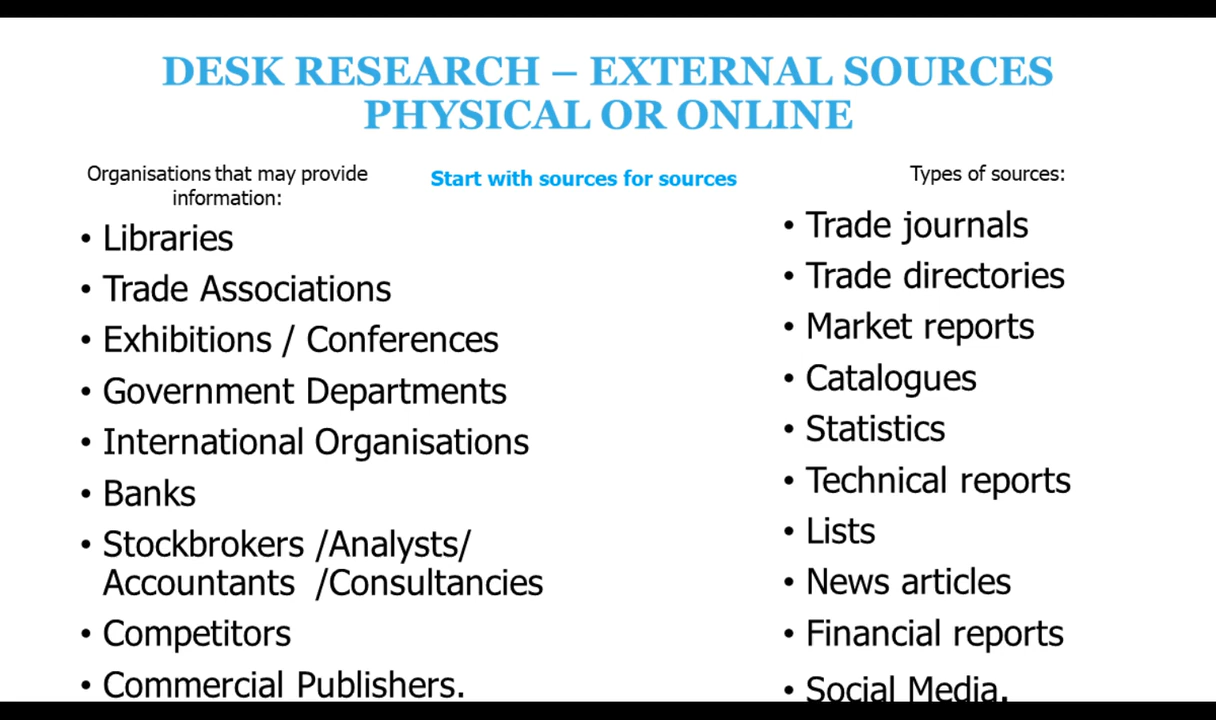 DESK RESEARCH – EXTERNAL SOURCES
PHYSICAL OR ONLINE
Organisations that may provide
information:
• Libraries
• Trade Associations
• Exhibitions / Conferences
• Government Departments
• International Organisations
• Banks
• Stockbrokers /Analysts/
Accountants /Consultancies
• Competitors
• Commercial Publishers.
Start with sources for sources
Types of sources:
• Trade journals
• Trade directories
• Market reports
• Catalogues
• Statistics
• Technical reports
• Lists
• News articles
• Financial reports
• Social Media.